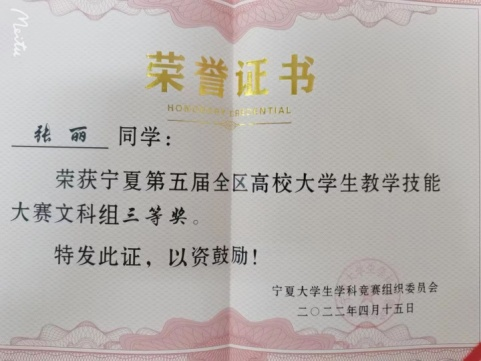 Meitu
荣誉证书
HONORARY CREDENTIAL
张丽 同学：
荣获宁夏第五届全区高校大学生教学技能
大赛文科组三等奖。
特发此证，以资鼓励！
宁夏大学生学科竞赛组织委员会
二〇二二年四月十五日